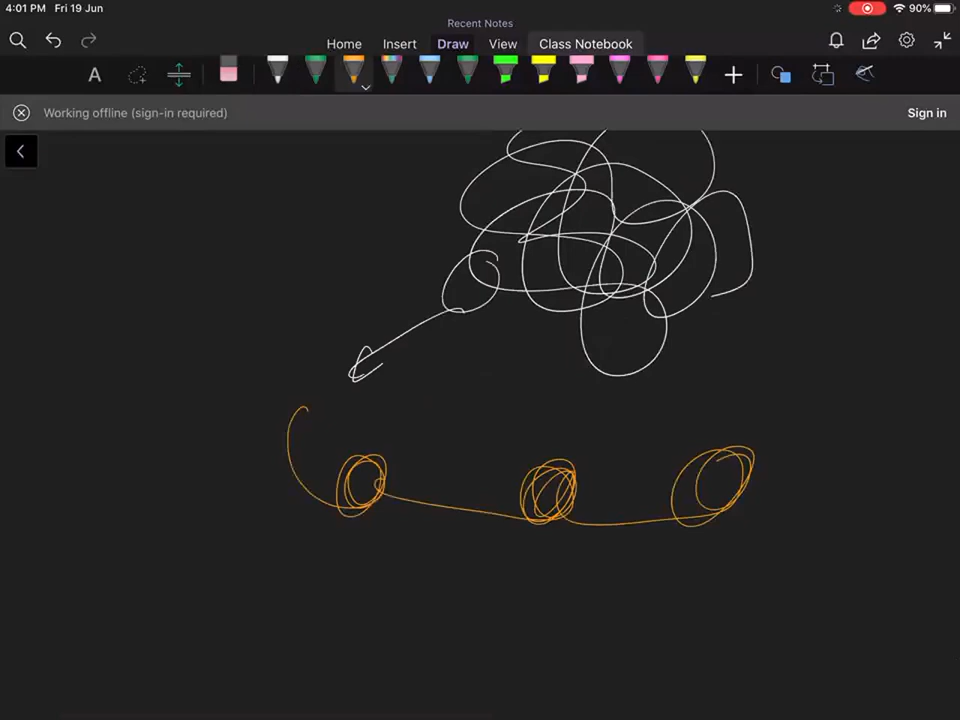 4:01 PM Fri 19 Jun 90%
Recent Notes
Home Insert Draw View Class Notebook
A
Working offline (sign-in required) Sign in